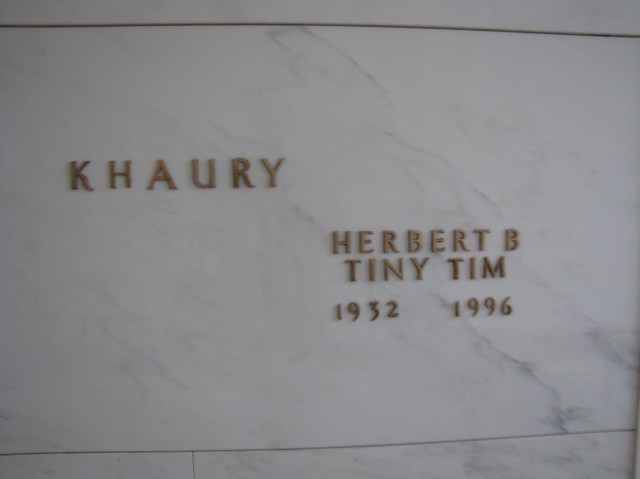 KHAURY
HERBERT B
TINY TIM
1932 1996